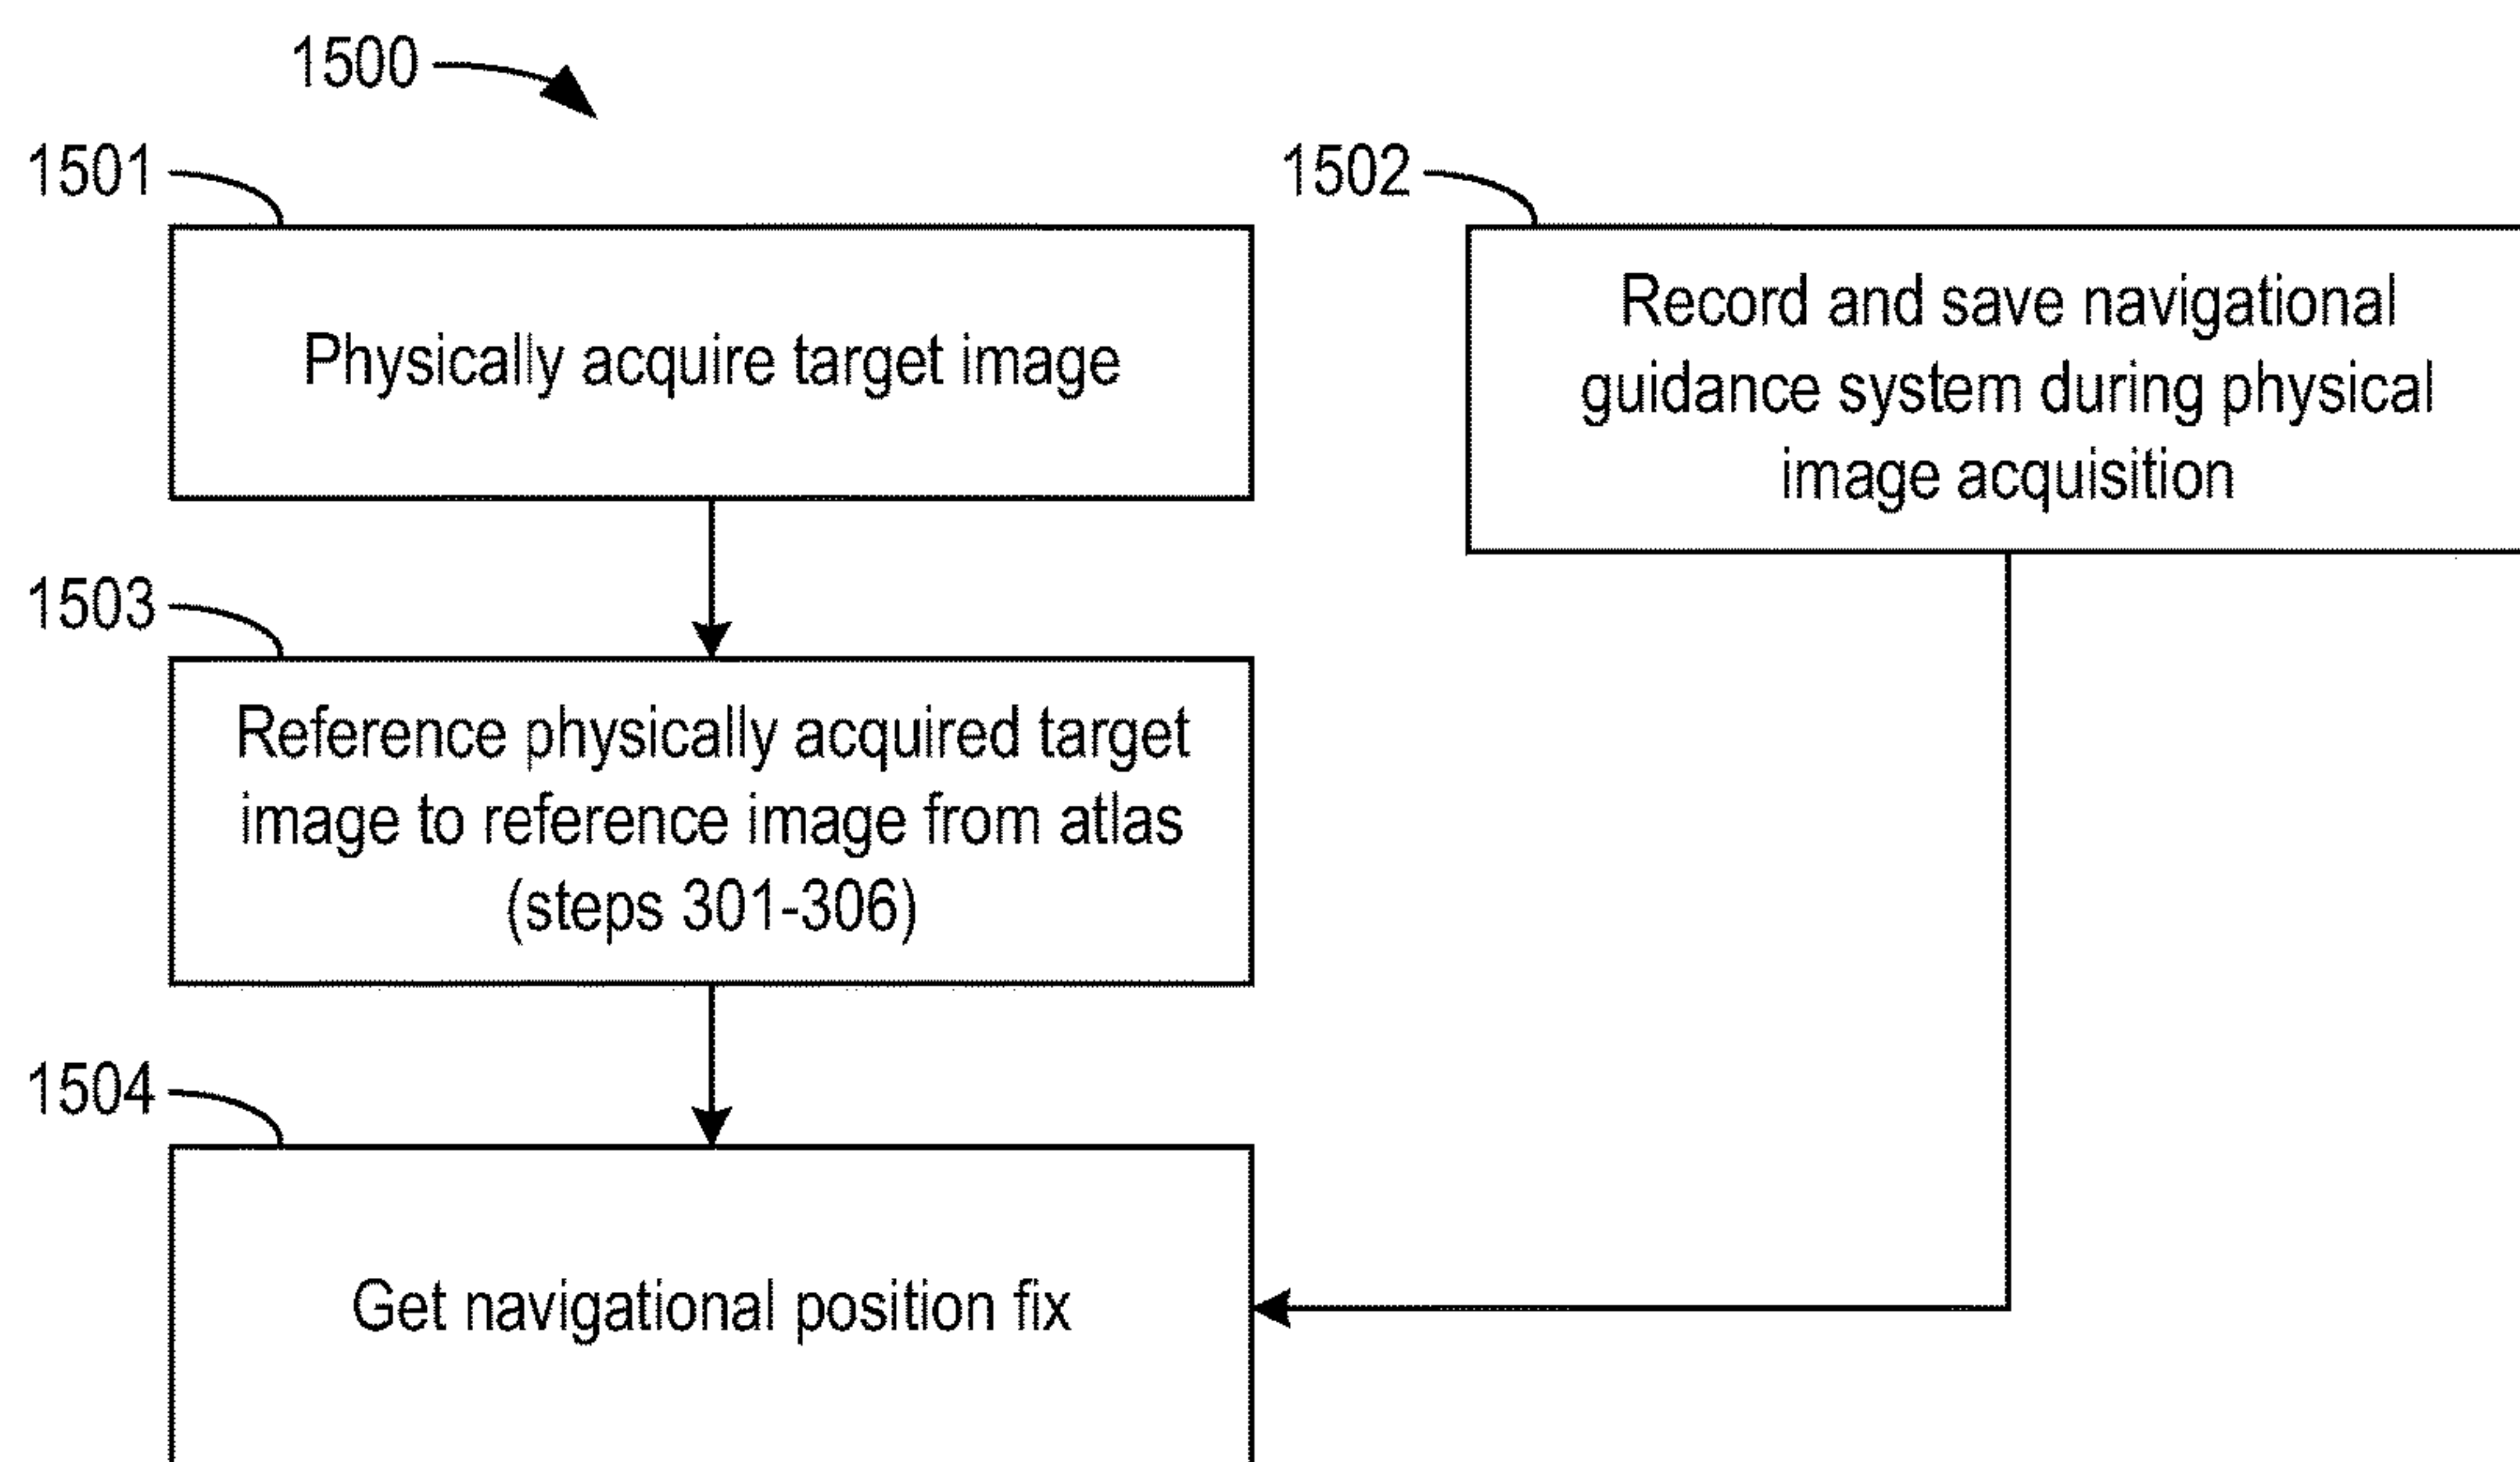 1500
1501
Physically acquire target image
1502
Record and save navigational
guidance system during physical
image acquisition
1503
Reference physically acquired target
image to reference image from atlas
(steps 301-306)
1504
Get navigational position fix